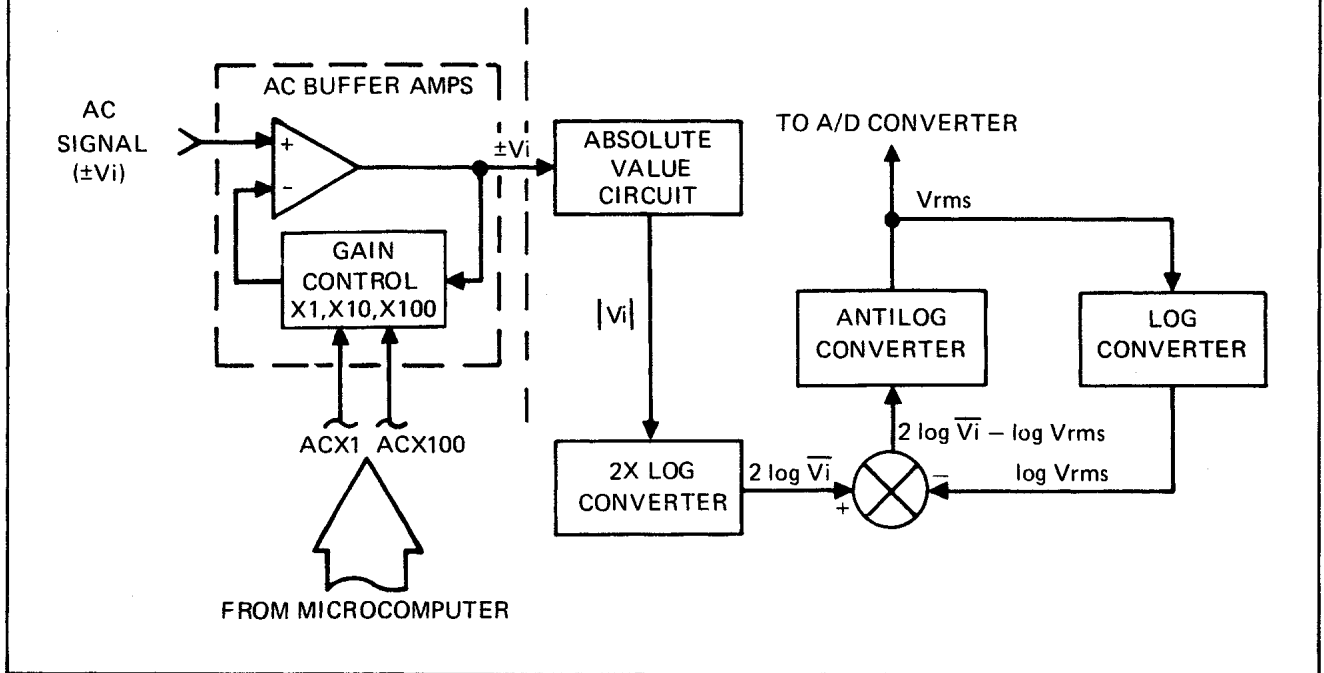 AC BUFFER AMPS
AC
SIGNAL
(±Vi)
+
−
GAIN
CONTROL
X1,X10,X100
ACX1 ACX100
FROM MICROCOMPUTER
±Vi
ABSOLUTE
VALUE
CIRCUIT
|Vi|
2X LOG
CONVERTER
2 log V̅i̅
+
−
2 log V̅i̅ – log Vrms
log Vrms
ANTILOG
CONVERTER
LOG
CONVERTER
Vrms
TO A/D CONVERTER